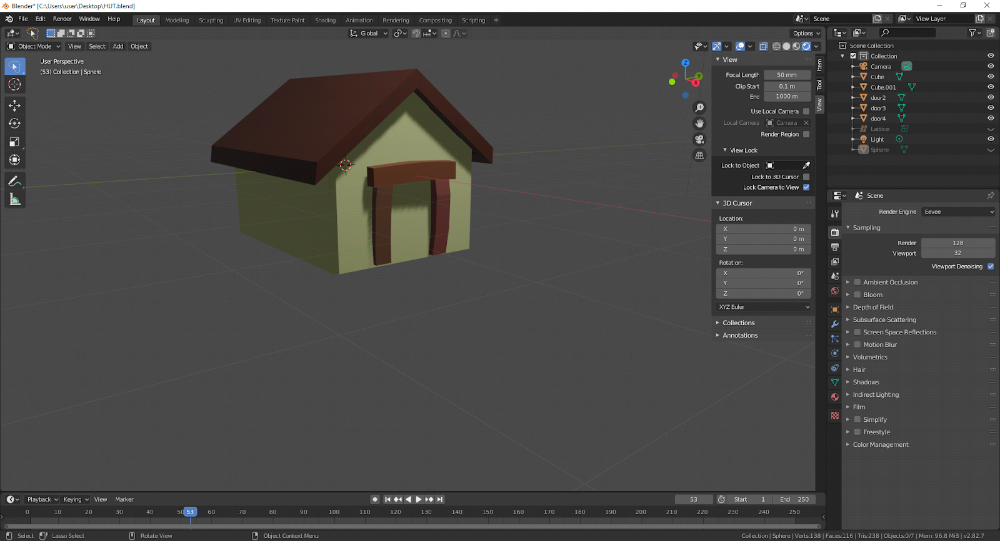 Blender* [C:\Users\user\Desktop\HUT.blend]
File Edit Render Window Help Layout Modeling Sculpting UV Editing Texture Paint Shading Animation Rendering Compositing Scripting + Scene View Layer
Global Options
Object Mode View Select Add Object
User Perspective
(53) Collection | Sphere
Z
Y
X
View
Focal Length 50 mm
Clip Start 0.1 m
End 1000 m
Use Local Camera
Local Camera Camera
Render Region
View Lock
Lock to Object
Lock to 3D Cursor
Lock Camera to View
3D Cursor
Location:
X 0 m
Y 0 m
Z 0 m
Rotation:
X 0°
Y 0°
Z 0°
XYZ Euler
Collections
Annotations
Item
Tool
View
Scene Collection
Collection
Camera
Cube
Cube.001
door2
door3
door4
Lattice
Light
Sphere
Scene
Render Engine Eevee
Sampling
Render 128
Viewport 32
Viewport Denoising
Ambient Occlusion
Bloom
Depth of Field
Subsurface Scattering
Screen Space Reflections
Motion Blur
Volumetrics
Hair
Shadows
Indirect Lighting
Film
Simplify
Freestyle
Color Management
Playback Keying View Marker 53 Start 1 End 250
0 10 20 30 40 50 53 60 70 80 90 100 110 120 130 140 150 160 170 180 190 200 210 220 230 240 250
Select Lasso Select Rotate View Object Context Menu Collection | Sphere | Verts:138 | Faces:116 | Tris:238 | Objects:0/7 | Mem: 96.8 MiB | v2.82.7